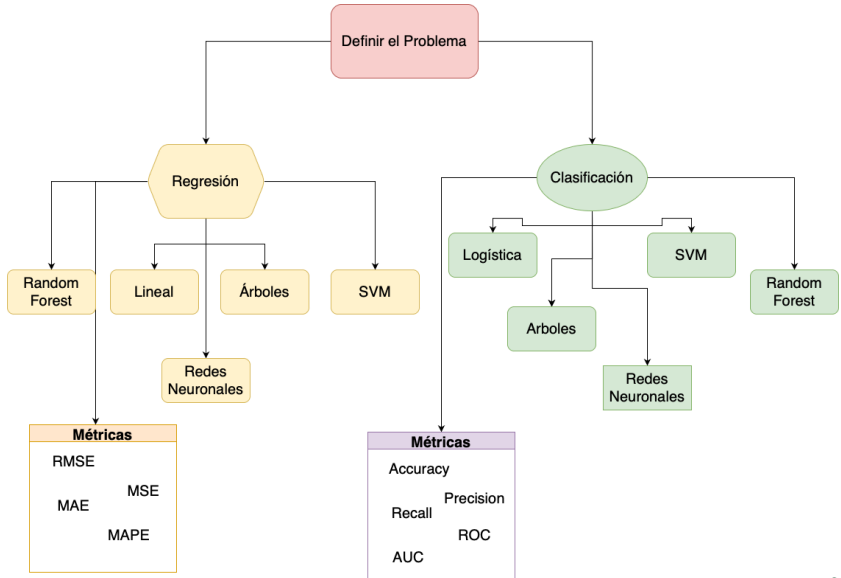 Definir el Problema
Regresión
Clasificación
Random
Forest
Lineal
Árboles
SVM
Redes
Neuronales
Logística
SVM
Random
Forest
Arboles
Redes
Neuronales
Métricas
RMSE
MSE
MAE
MAPE
Métricas
Accuracy
Precision
Recall
ROC
AUC